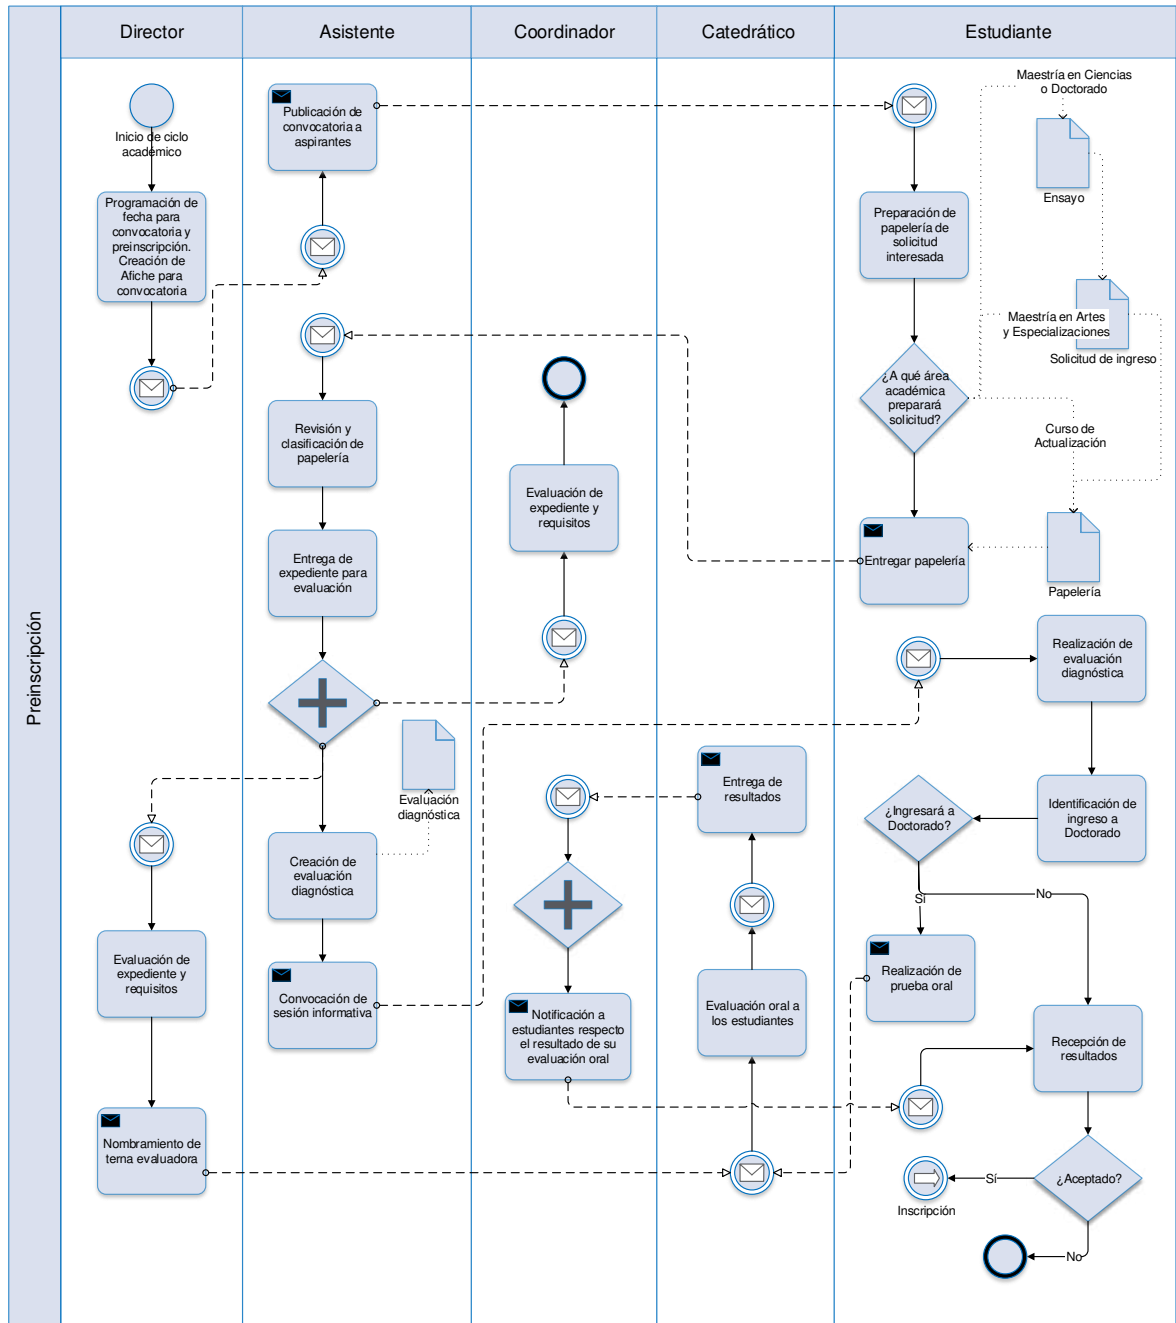 Preinscripción
Director
Asistente
Coordinador
Catedrático
Estudiante
Inicio de ciclo
académico
Programación de
fecha para
convocatoria y
preinscripción.
Creación de
Afiche para
convocatoria
Evaluación de
expediente y
requisitos
Nombramiento de
terna evaluadora
Publicación de
convocatoria a
aspirantes
Revisión y
clasificación de
papelería
Entrega de
expediente para
evaluación
Evaluación
diagnóstica
Creación de
evaluación
diagnóstica
Convocación de
sesión informativa
Evaluación de
expediente y
requisitos
Notificación a
estudiantes respecto
el resultado de su
evaluación oral
Entrega de
resultados
Evaluación oral a
los estudiantes
Maestría en Ciencias
o Doctorado
Ensayo
Preparación de
papelería de
solicitud
interesada
Maestría en Artes
y Especializaciones
Solicitud de ingreso
¿A qué área
académica
preparará
solicitud?
Curso de
Actualización
Entregar papelería
Papelería
Realización de
evaluación
diagnóstica
Identificación de
ingreso a
Doctorado
¿Ingresará a
Doctorado?
Sí
No
Realización de
prueba oral
Recepción de
resultados
¿Aceptado?
Sí
Inscripción
No